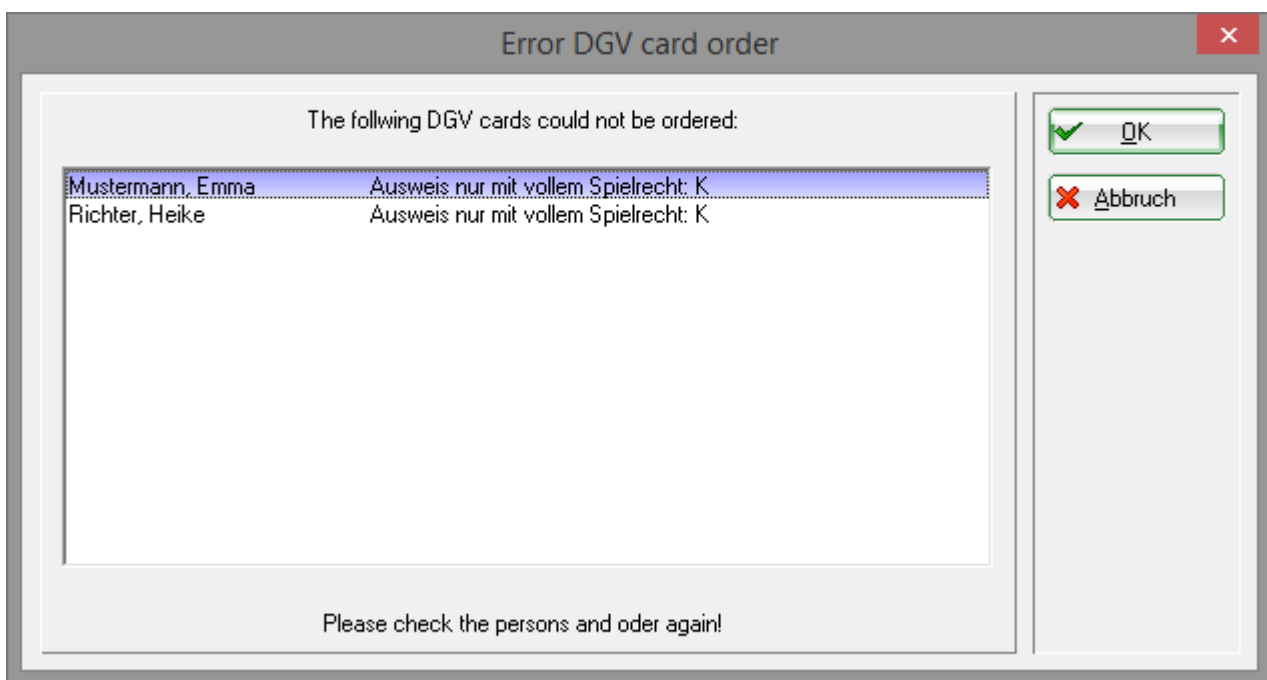 Error DGV card order
The follwing DGV cards could not be ordered:
OK
Mustermann, Emma Ausweis nur mit vollem Spielrecht: K
Abbruch
Richter, Heike Ausweis nur mit vollem Spielrecht: K
Please check the persons and oder again!